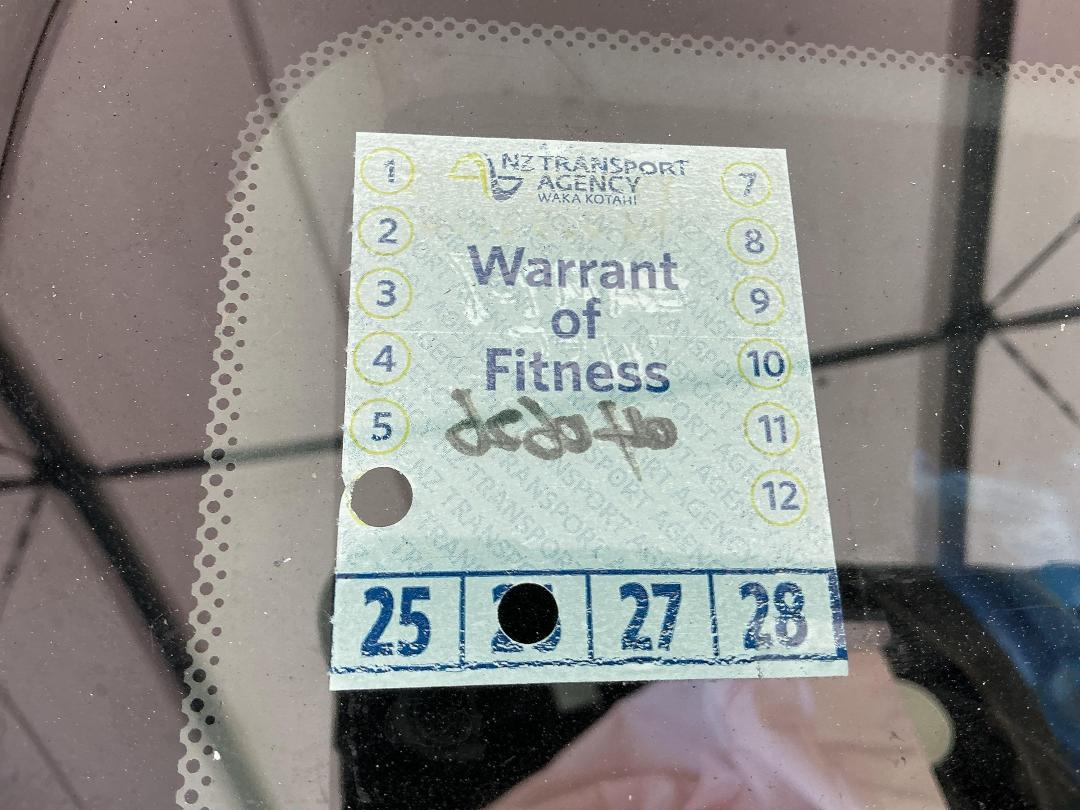 NZ TRANSPORT
AGENCY
WAKA KOTAHI
1
2
3
4
5
Warrant
of
Fitness
7
8
9
10
11
12
25 27 28